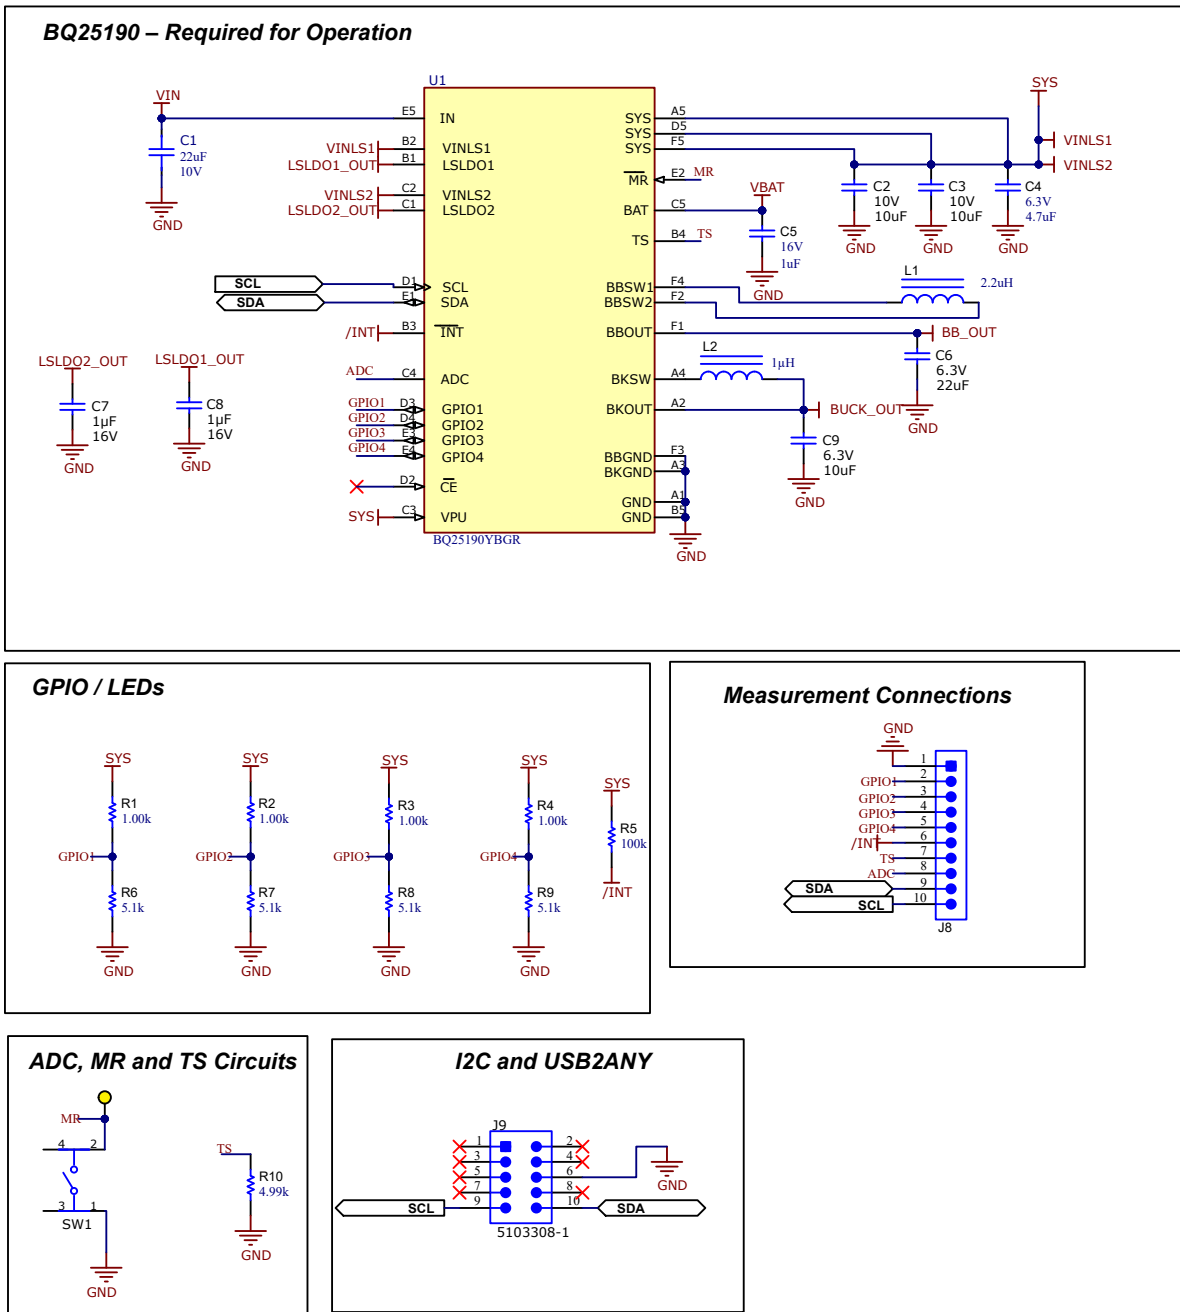 BQ25190 – Required for Operation
U1
VIN
C1
22uF
10V
GND
E5 IN
VINLS1 B2 VINLS1
LSLDO1_OUT B1 LSLDO1
VINLS2 C2 VINLS2
LSLDO2_OUT C1 LSLDO2
SCL D1 SCL
SDA E1 SDA
/INT B3 INT
ADC C4 ADC
GPIO1 D3 GPIO1
GPIO2 D4 GPIO2
GPIO3 E3 GPIO3
GPIO4 E4 GPIO4
D2 CE
SYS C3 VPU
BQ25190YBGR
SYS A5
SYS D5
SYS F5
MR E2 MR
BAT C5
TS B4 TS
BBSW1 F4
BBSW2 F2
BBOUT F1
BKSW A4
BKOUT A2
BBGND F3
BKGND A3
GND A1
GND B5
GND
SYS
VINLS1
VINLS2
C2
10V
10uF
GND
C3
10V
10uF
GND
C4
6.3V
4.7uF
GND
VBAT
C5
16V
1uF
GND
L1
2.2uH
BB_OUT
C6
6.3V
22uF
GND
L2
1μH
BUCK_OUT
C9
6.3V
10uF
GND
LSLDO2_OUT
C7
1μF
16V
GND
LSLDO1_OUT
C8
1μF
16V
GND
GPIO / LEDs
SYS
R1
1.00k
GPIO1
R6
5.1k
GND
SYS
R2
1.00k
GPIO2
R7
5.1k
GND
SYS
R3
1.00k
GPIO3
R8
5.1k
GND
SYS
R4
1.00k
GPIO4
R9
5.1k
GND
SYS
R5
100k
/INT
Measurement Connections
GND
1
GPIO1 2
GPIO2 3
GPIO3 4
GPIO4 5
/INT 6
TS 7
ADC 8
SDA 9
SCL 10
J8
ADC, MR and TS Circuits
MR
4 2
3 1
SW1
GND
TS
R10
4.99k
GND
I2C and USB2ANY
J9
1 2
3 4
5 6
7 8
SCL 9 10 SDA
GND
5103308-1